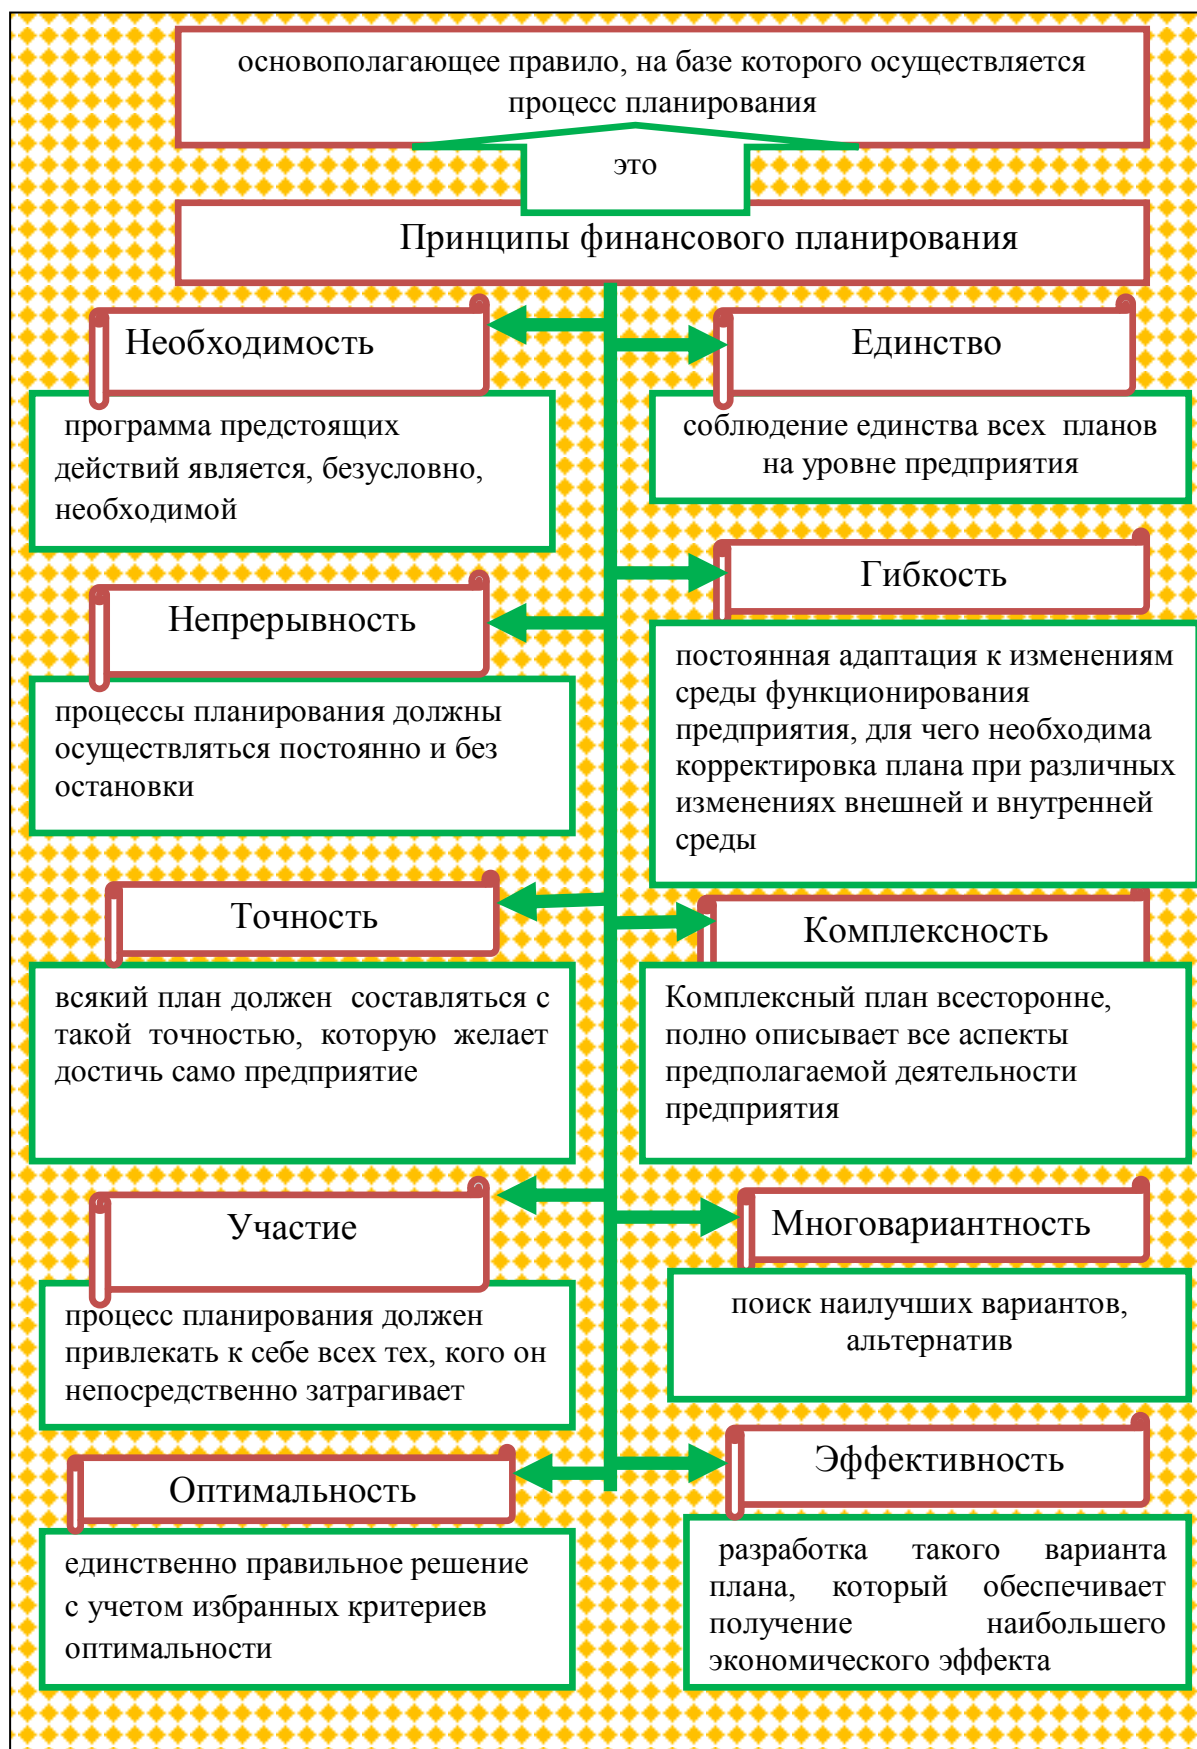 основополагающее правило, на базе которого осуществляется
процесс планирования
это
Принципы финансового планирования
Необходимость
программа предстоящих
действий является, безусловно,
необходимой
Единство
соблюдение единства всех планов
на уровне предприятия
Непрерывность
процессы планирования должны
осуществляться постоянно и без
остановки
Гибкость
постоянная адаптация к изменениям
среды функционирования
предприятия, для чего необходима
корректировка плана при различных
изменениях внешней и внутренней
среды
Точность
всякий план должен составляться с
такой точностью, которую желает
достичь само предприятие
Комплексность
Комплексный план всесторонне,
полно описывает все аспекты
предполагаемой деятельности
предприятия
Участие
процесс планирования должен
привлекать к себе всех тех, кого он
непосредственно затрагивает
Многовариантность
поиск наилучших вариантов,
альтернатив
Оптимальность
единственно правильное решение
с учетом избранных критериев
оптимальности
Эффективность
разработка такого варианта
плана, который обеспечивает
получение наибольшего
экономического эффекта